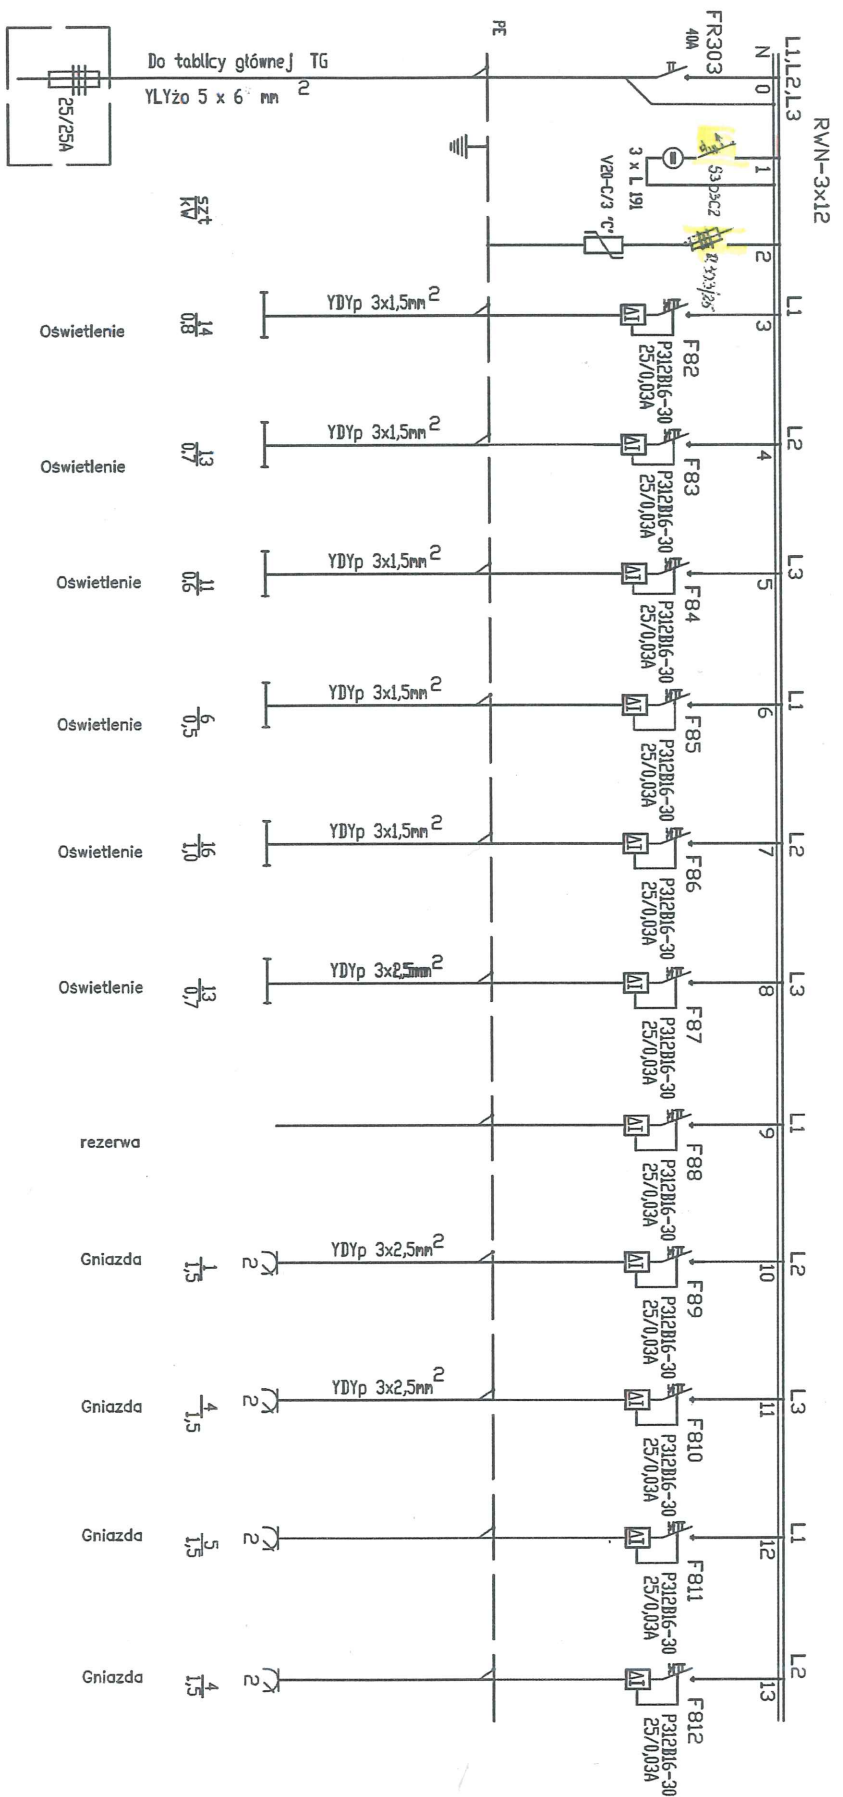 RWN-3x12
L1,L2,L3
N
0
FR303
40A
PE
Do tablicy głównej TG
YLYżo 5 x 6 mm 2
25/25A
1
3 x L 191
2
V20-C/3 "C"
szt
kW
L1
3
F82
P312B16-30
25/0,03A
YDYp 3x1,5mm 2
14
0,8
Oświetlenie
L2
4
F83
P312B16-30
25/0,03A
YDYp 3x1,5mm 2
13
0,7
Oświetlenie
L3
5
F84
P312B16-30
25/0,03A
YDYp 3x1,5mm 2
11
0,6
Oświetlenie
L1
6
F85
P312B16-30
25/0,03A
YDYp 3x1,5mm 2
6
0,5
Oświetlenie
L2
7
F86
P312B16-30
25/0,03A
YDYp 3x1,5mm 2
16
1,0
Oświetlenie
L3
8
F87
P312B16-30
25/0,03A
YDYp 3x2,5mm 2
13
0,7
Oświetlenie
L1
9
F88
P312B16-30
25/0,03A
rezerwa
L2
10
F89
P312B16-30
25/0,03A
YDYp 3x2,5mm 2
2
1
1,5
Gniazda
L3
11
F810
P312B16-30
25/0,03A
YDYp 3x2,5mm 2
2
4
1,5
Gniazda
L1
12
F811
P312B16-30
25/0,03A
2
5
1,5
Gniazda
L2
13
F812
P312B16-30
25/0,03A
2
4
1,5
Gniazda